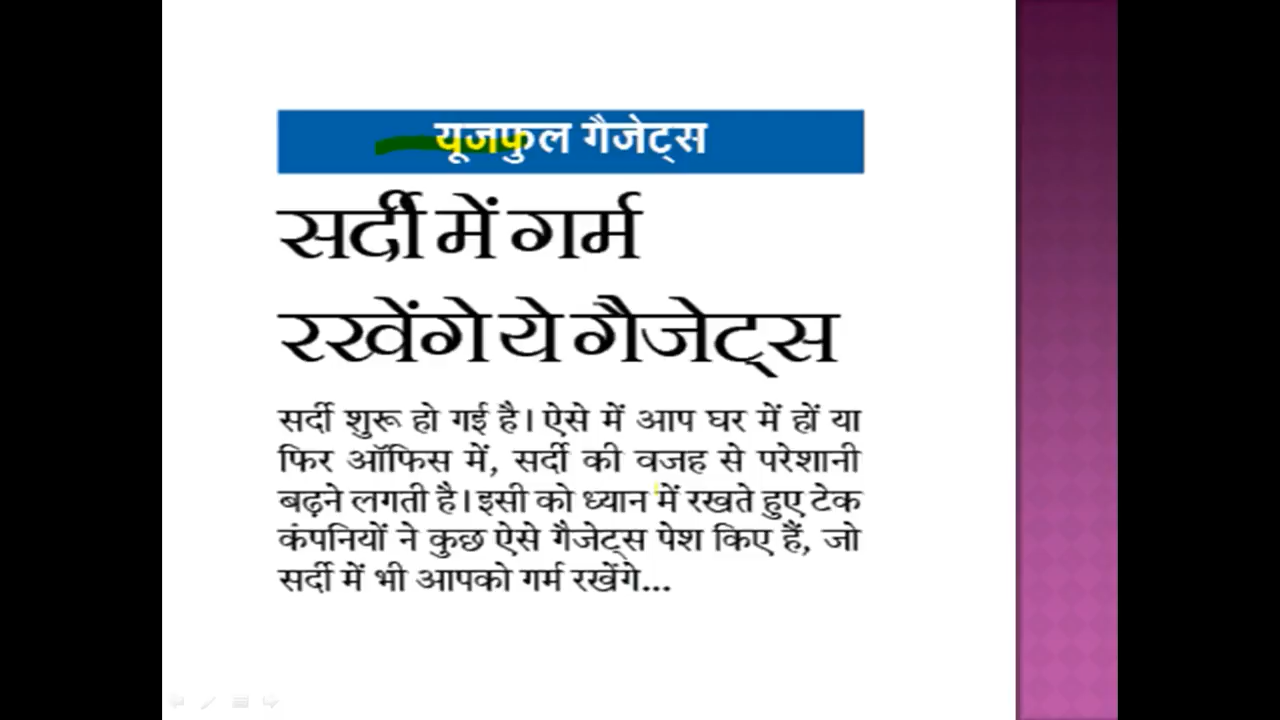 यूजफुल गैजेट्स
सर्दी में गर्म
रखेंगे ये गैजेट्स
सर्दी शुरू हो गई है। ऐसे में आप घर में हों या
फिर ऑफिस में, सर्दी की वजह से परेशानी
बढ़ने लगती है। इसी को ध्यान में रखते हुए टेक
कंपनियों ने कुछ ऐसे गैजेट्स पेश किए हैं, जो
सर्दी में भी आपको गर्म रखेंगे...